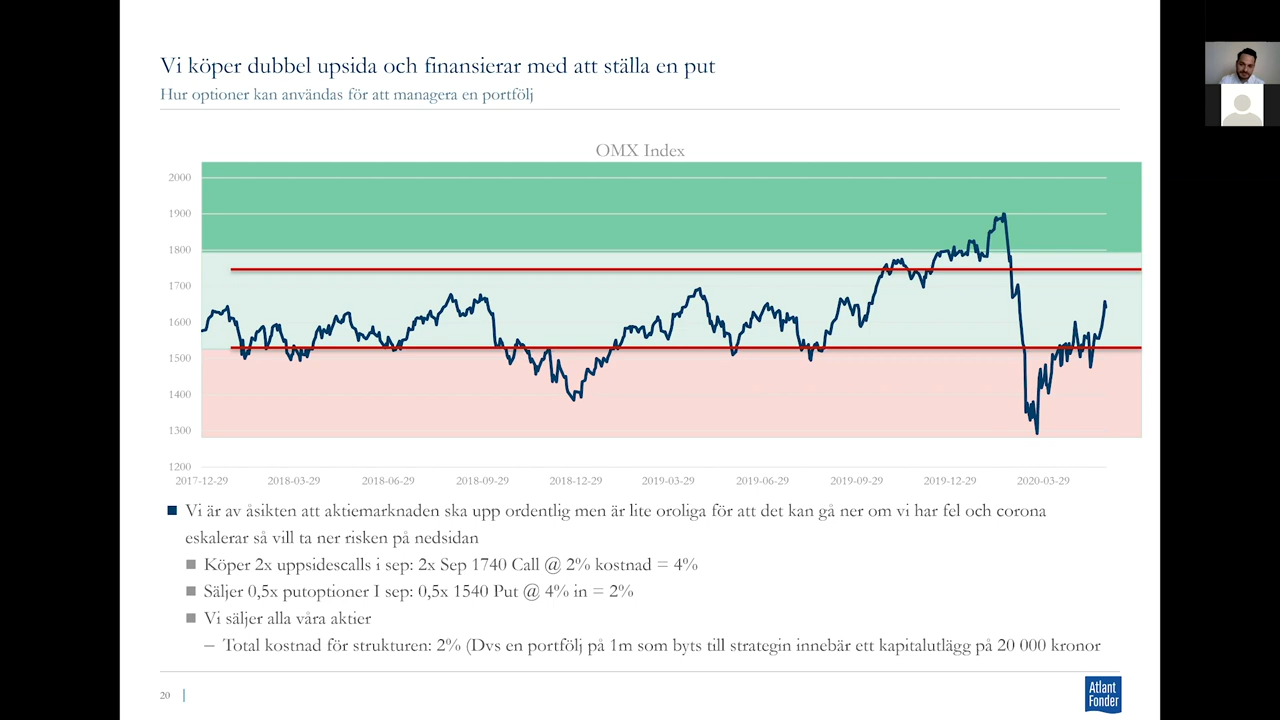 Vi köper dubbel upsida och finansierar med att ställa en put
Hur optioner kan användas för att managera en portfölj
OMX Index
2000
1900
1800
1700
1600
1500
1400
1300
1200
2017-12-29 2018-03-29 2018-06-29 2018-09-29 2018-12-29 2019-03-29 2019-06-29 2019-09-29 2019-12-29 2020-03-29
Vi är av åsikten att aktiemarknaden ska upp ordentlig men är lite oroliga för att det kan gå ner om vi har fel och corona
eskalerar så vill ta ner risken på nedsidan
Köper 2x uppsidescalls i sep: 2x Sep 1740 Call @ 2% kostnad = 4%
Säljer 0,5x putoptioner I sep: 0,5x 1540 Put @ 4% in = 2%
Vi säljer alla våra aktier
– Total kostnad för strukturen: 2% (Dvs en portfölj på 1m som byts till strategin innebär ett kapitalutlägg på 20 000 kronor
20
Atlant
Fonder